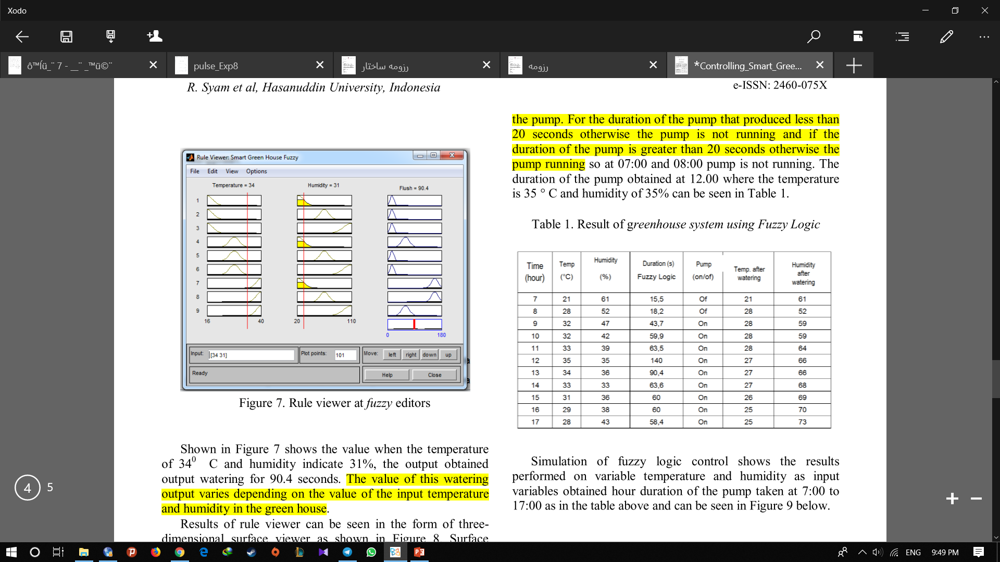 Xodo
pulse_Exp8
رزومه ساختار
رزومه
*Controlling_Smart_Gree...
R. Syam et al, Hasanuddin University, Indonesia
e-ISSN: 2460-075X
Rule Viewer: Smart Green House Fuzzy
File Edit View Options
Temperature = 34 Humidity = 31 Flush = 90.4
1
2
3
4
5
6
7
8
9
16 40 20 110
0 180
Input: [34 31] Plot points: 101 Move: left right down up
Ready Help Close
Figure 7. Rule viewer at fuzzy editors
Shown in Figure 7 shows the value when the temperature
of 34⁰ C and humidity indicate 31%, the output obtained
output watering for 90.4 seconds. The value of this watering
output varies depending on the value of the input temperature
and humidity in the green house.
Results of rule viewer can be seen in the form of three-
dimensional surface viewer as shown in Figure 8. Surface
the pump. For the duration of the pump that produced less than
20 seconds otherwise the pump is not running and if the
duration of the pump is greater than 20 seconds otherwise the
pump running so at 07:00 and 08:00 pump is not running. The
duration of the pump obtained at 12.00 where the temperature
is 35 ° C and humidity of 35% can be seen in Table 1.
Table 1. Result of greenhouse system using Fuzzy Logic
Time (hour) Temp (°C) Humidity (%) Duration (s) Fuzzy Logic Pump (on/of) Temp. after watering Humidity after watering
7 21 61 15,5 Of 21 61
8 28 52 18,2 Of 28 52
9 32 47 43,7 On 28 59
10 32 42 59,9 On 28 59
11 33 39 63,5 On 28 64
12 35 35 140 On 27 66
13 34 36 90,4 On 27 66
14 33 33 63,6 On 27 68
15 31 36 60 On 26 69
16 29 38 60 On 25 70
17 28 43 58,4 On 25 73
Simulation of fuzzy logic control shows the results
performed on variable temperature and humidity as input
variables obtained hour duration of the pump taken at 7:00 to
17:00 as in the table above and can be seen in Figure 9 below.
4 5
ENG 9:49 PM